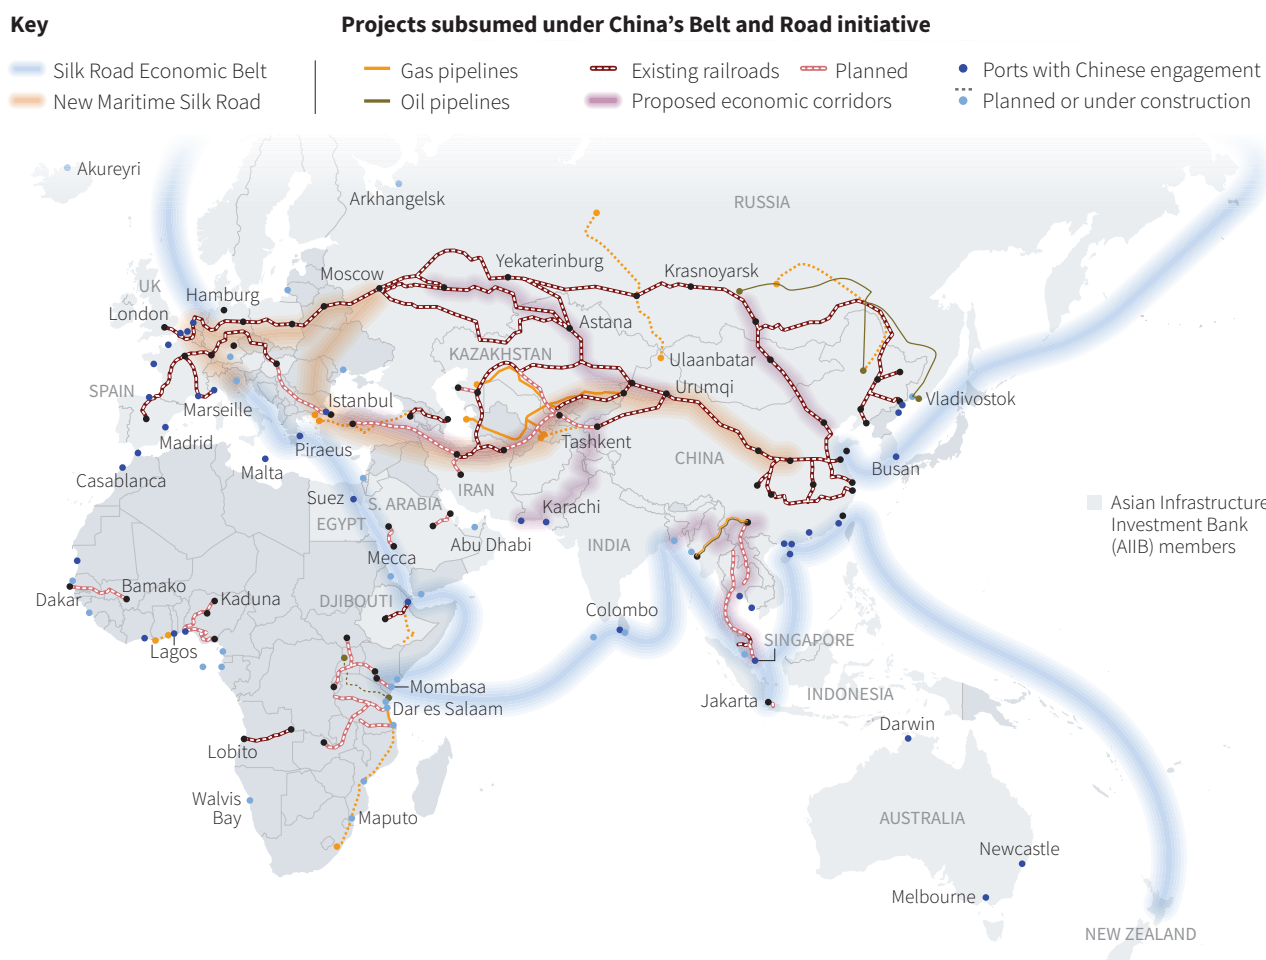 Key
Projects subsumed under China's Belt and Road initiative
Silk Road Economic Belt
New Maritime Silk Road
Gas pipelines
Oil pipelines
Existing railroads
Planned
Proposed economic corridors
Ports with Chinese engagement
Planned or under construction
Akureyri
Arkhangelsk
RUSSIA
Yekaterinburg
Krasnoyarsk
Moscow
UK
Hamburg
London
Astana
KAZAKHSTAN
Ulaanbatar
Urumqi
SPAIN
Istanbul
Vladivostok
Marseille
Madrid
Tashkent
Piraeus
CHINA
Busan
Malta
Casablanca
IRAN
Suez
S. ARABIA
Karachi
EGYPT
Asian Infrastructure
Investment Bank
(AIIB) members
Abu Dhabi
INDIA
Mecca
Bamako
Dakar
Kaduna
DJIBOUTI
Colombo
Lagos
SINGAPORE
Mombasa
INDONESIA
Jakarta
Dar es Salaam
Darwin
Lobito
Walvis
Bay
Maputo
AUSTRALIA
Newcastle
Melbourne
NEW ZEALAND